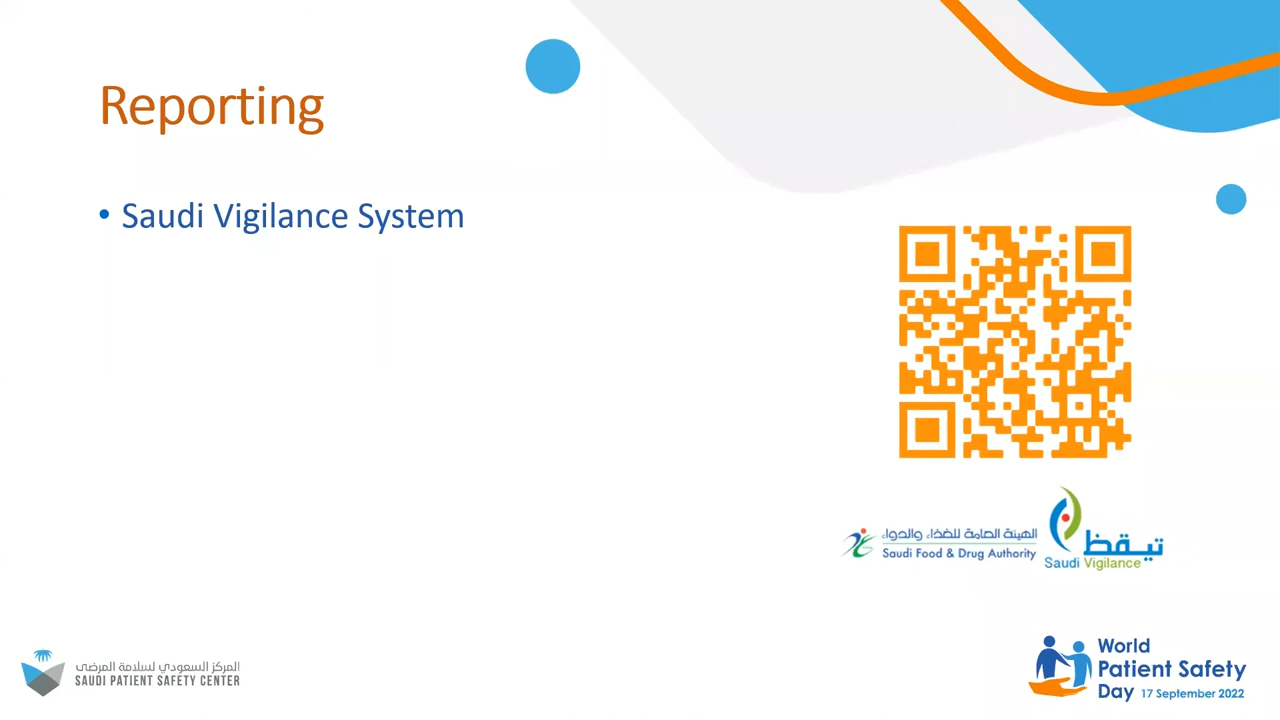 Reporting
• Saudi Vigilance System
الهيئة العامة للغذاء والدواء
Saudi Food & Drug Authority
تيقظ
Saudi Vigilance
المركز السعودي لسلامة المرضى
SAUDI PATIENT SAFETY CENTER
World
Patient Safety
Day 17 September 2022